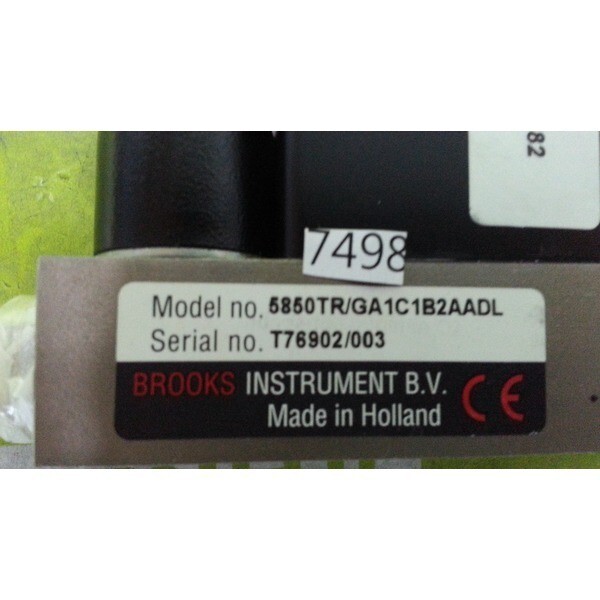 82
7498
Model no. 5850TR/GA1C1B2AADL
Serial no. T76902/003
BROOKS INSTRUMENT B.V.
Made in Holland
CE